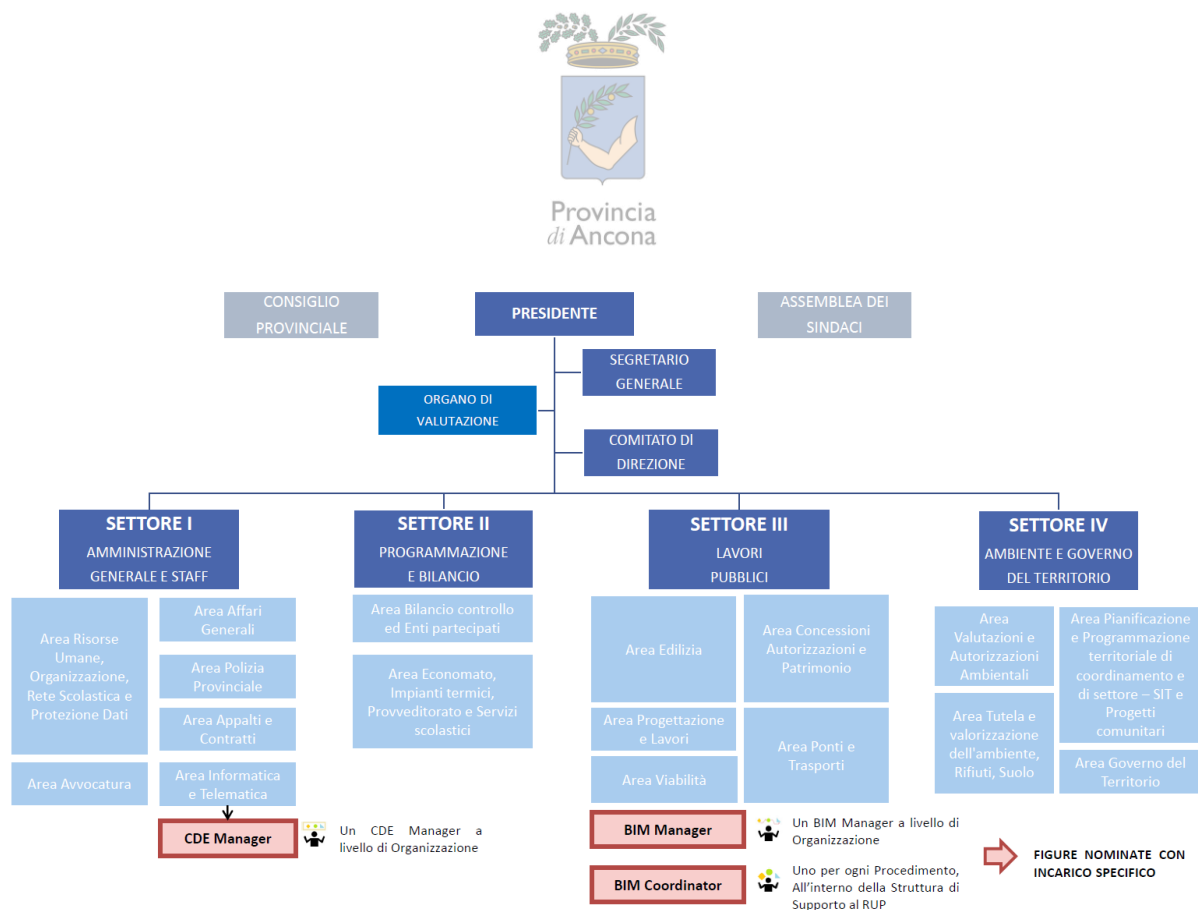 Provincia
di Ancona
CONSIGLIO
PROVINCIALE
PRESIDENTE
ASSEMBLEA DEI
SINDACI
SEGRETARIO
GENERALE
ORGANO DI
VALUTAZIONE
COMITATO DI
DIREZIONE
SETTORE I
AMMINISTRAZIONE
GENERALE E STAFF
SETTORE II
PROGRAMMAZIONE
E BILANCIO
SETTORE III
LAVORI
PUBBLICI
SETTORE IV
AMBIENTE E GOVERNO
DEL TERRITORIO
Area Risorse
Umane,
Organizzazione,
Rete Scolastica e
Protezione Dati
Area Avvocatura
Area Affari
Generali
Area Polizia
Provinciale
Area Appalti e
Contratti
Area Informatica
e Telematica
Area Bilancio controllo
ed Enti partecipati
Area Economato,
Impianti termici,
Provveditorato e Servizi
scolastici
Area Edilizia
Area Progettazione
e Lavori
Area Viabilità
Area Concessioni
Autorizzazioni e
Patrimonio
Area Ponti e
Trasporti
Area
Valutazioni e
Autorizzazioni
Ambientali
Area Tutela e
valorizzazione
dell'ambiente,
Rifiuti, Suolo
Area Pianificazione
e Programmazione
territoriale di
coordinamento e
di settore – SIT e
Progetti
comunitari
Area Governo del
Territorio
CDE Manager
Un CDE Manager a
livello di Organizzazione
BIM Manager
Un BIM Manager a livello di
Organizzazione
BIM Coordinator
Uno per ogni Procedimento,
All'interno della Struttura di
Supporto al RUP
FIGURE NOMINATE CON
INCARICO SPECIFICO